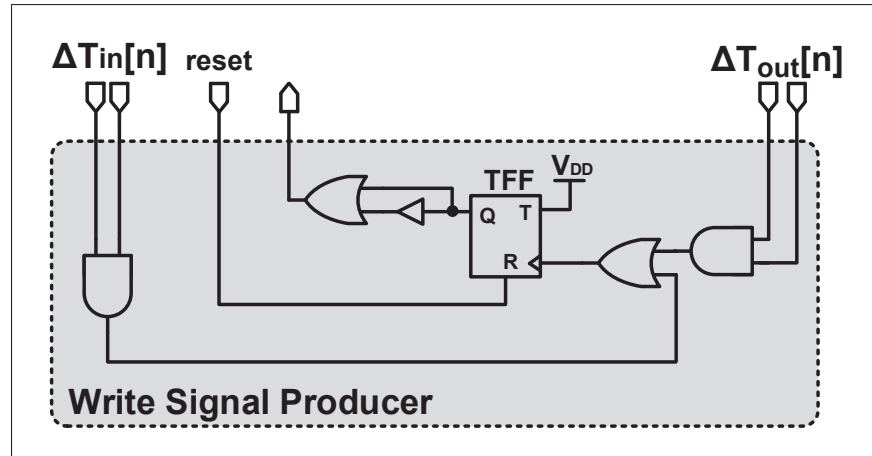 ΔTin[n] reset ΔTout[n]
TFF VDD
Q T
R
Write Signal Producer